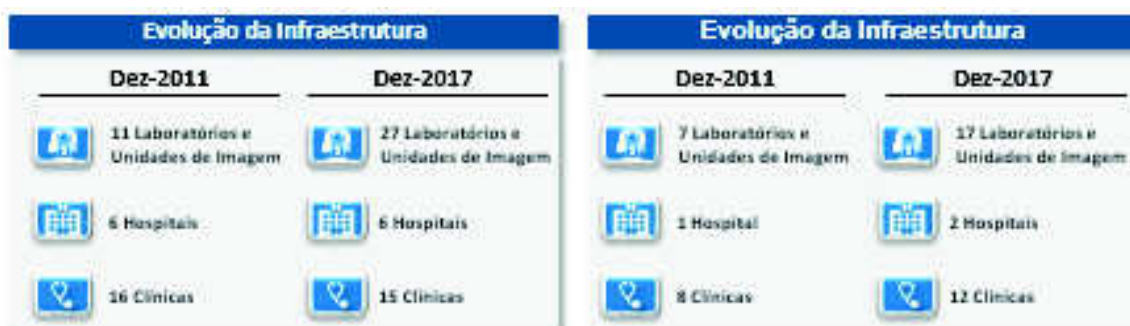 Evolução da Infraestrutura
Dez-2011
Dez-2017
11 Laboratórios e
Unidades de Imagem
27 Laboratórios e
Unidades de Imagem
6 Hospitais
6 Hospitais
16 Clínicas
15 Clínicas
Evolução da Infraestrutura
Dez-2011
Dez-2017
7 Laboratórios e
Unidades de Imagem
17 Laboratórios e
Unidades de Imagem
1 Hospital
2 Hospitais
8 Clínicas
12 Clínicas